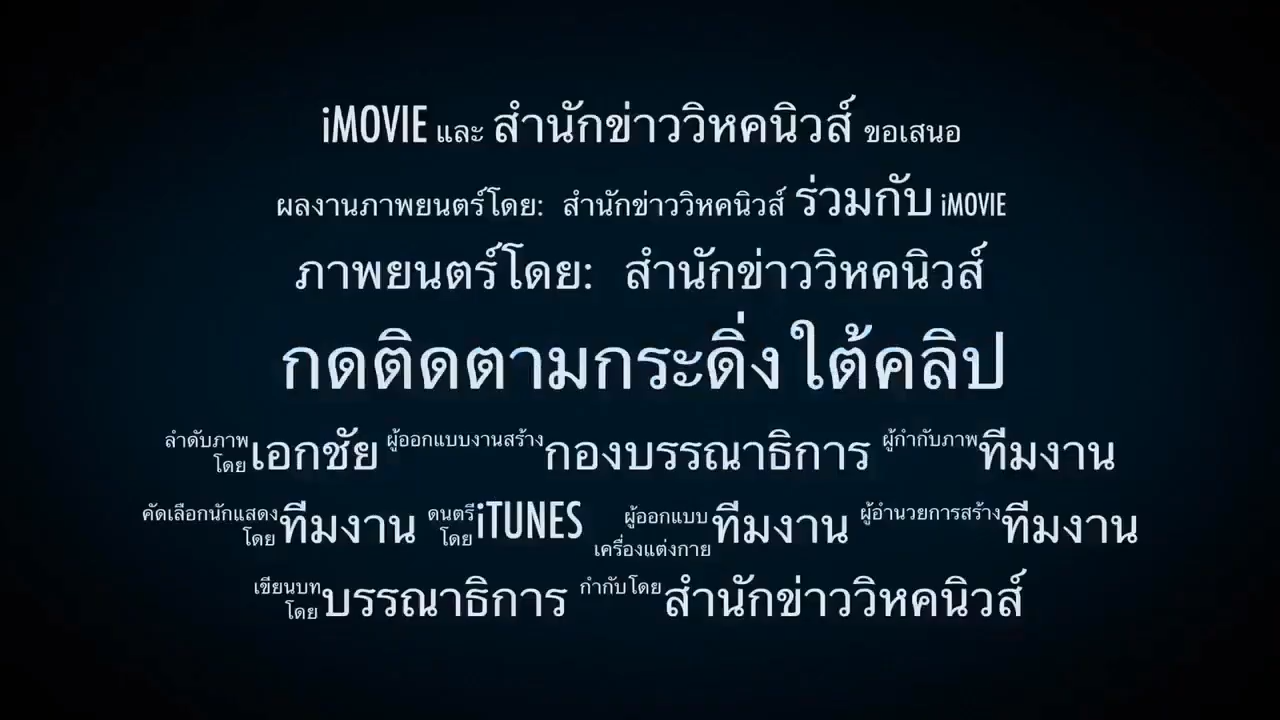 iMOVIE และ สำนักข่าววิหคนิวส์ ขอเสนอ
ผลงานภาพยนตร์โดย: สำนักข่าววิหคนิวส์ ร่วมกับ iMOVIE
ภาพยนตร์โดย: สำนักข่าววิหคนิวส์
กดติดตามกระดิ่ง ใต้คลิป
ลำดับภาพโดย เอกชัย ผู้ออกแบบงานสร้าง กองบรรณาธิการ ผู้กำกับภาพ ทีมงาน
คัดเลือกนักแสดงโดย ทีมงาน ดนตรีโดย iTUNES ผู้ออกแบบเครื่องแต่งกาย ทีมงาน ผู้อำนวยการสร้าง ทีมงาน
เขียนบทโดย บรรณาธิการ กำกับโดย สำนักข่าววิหคนิวส์